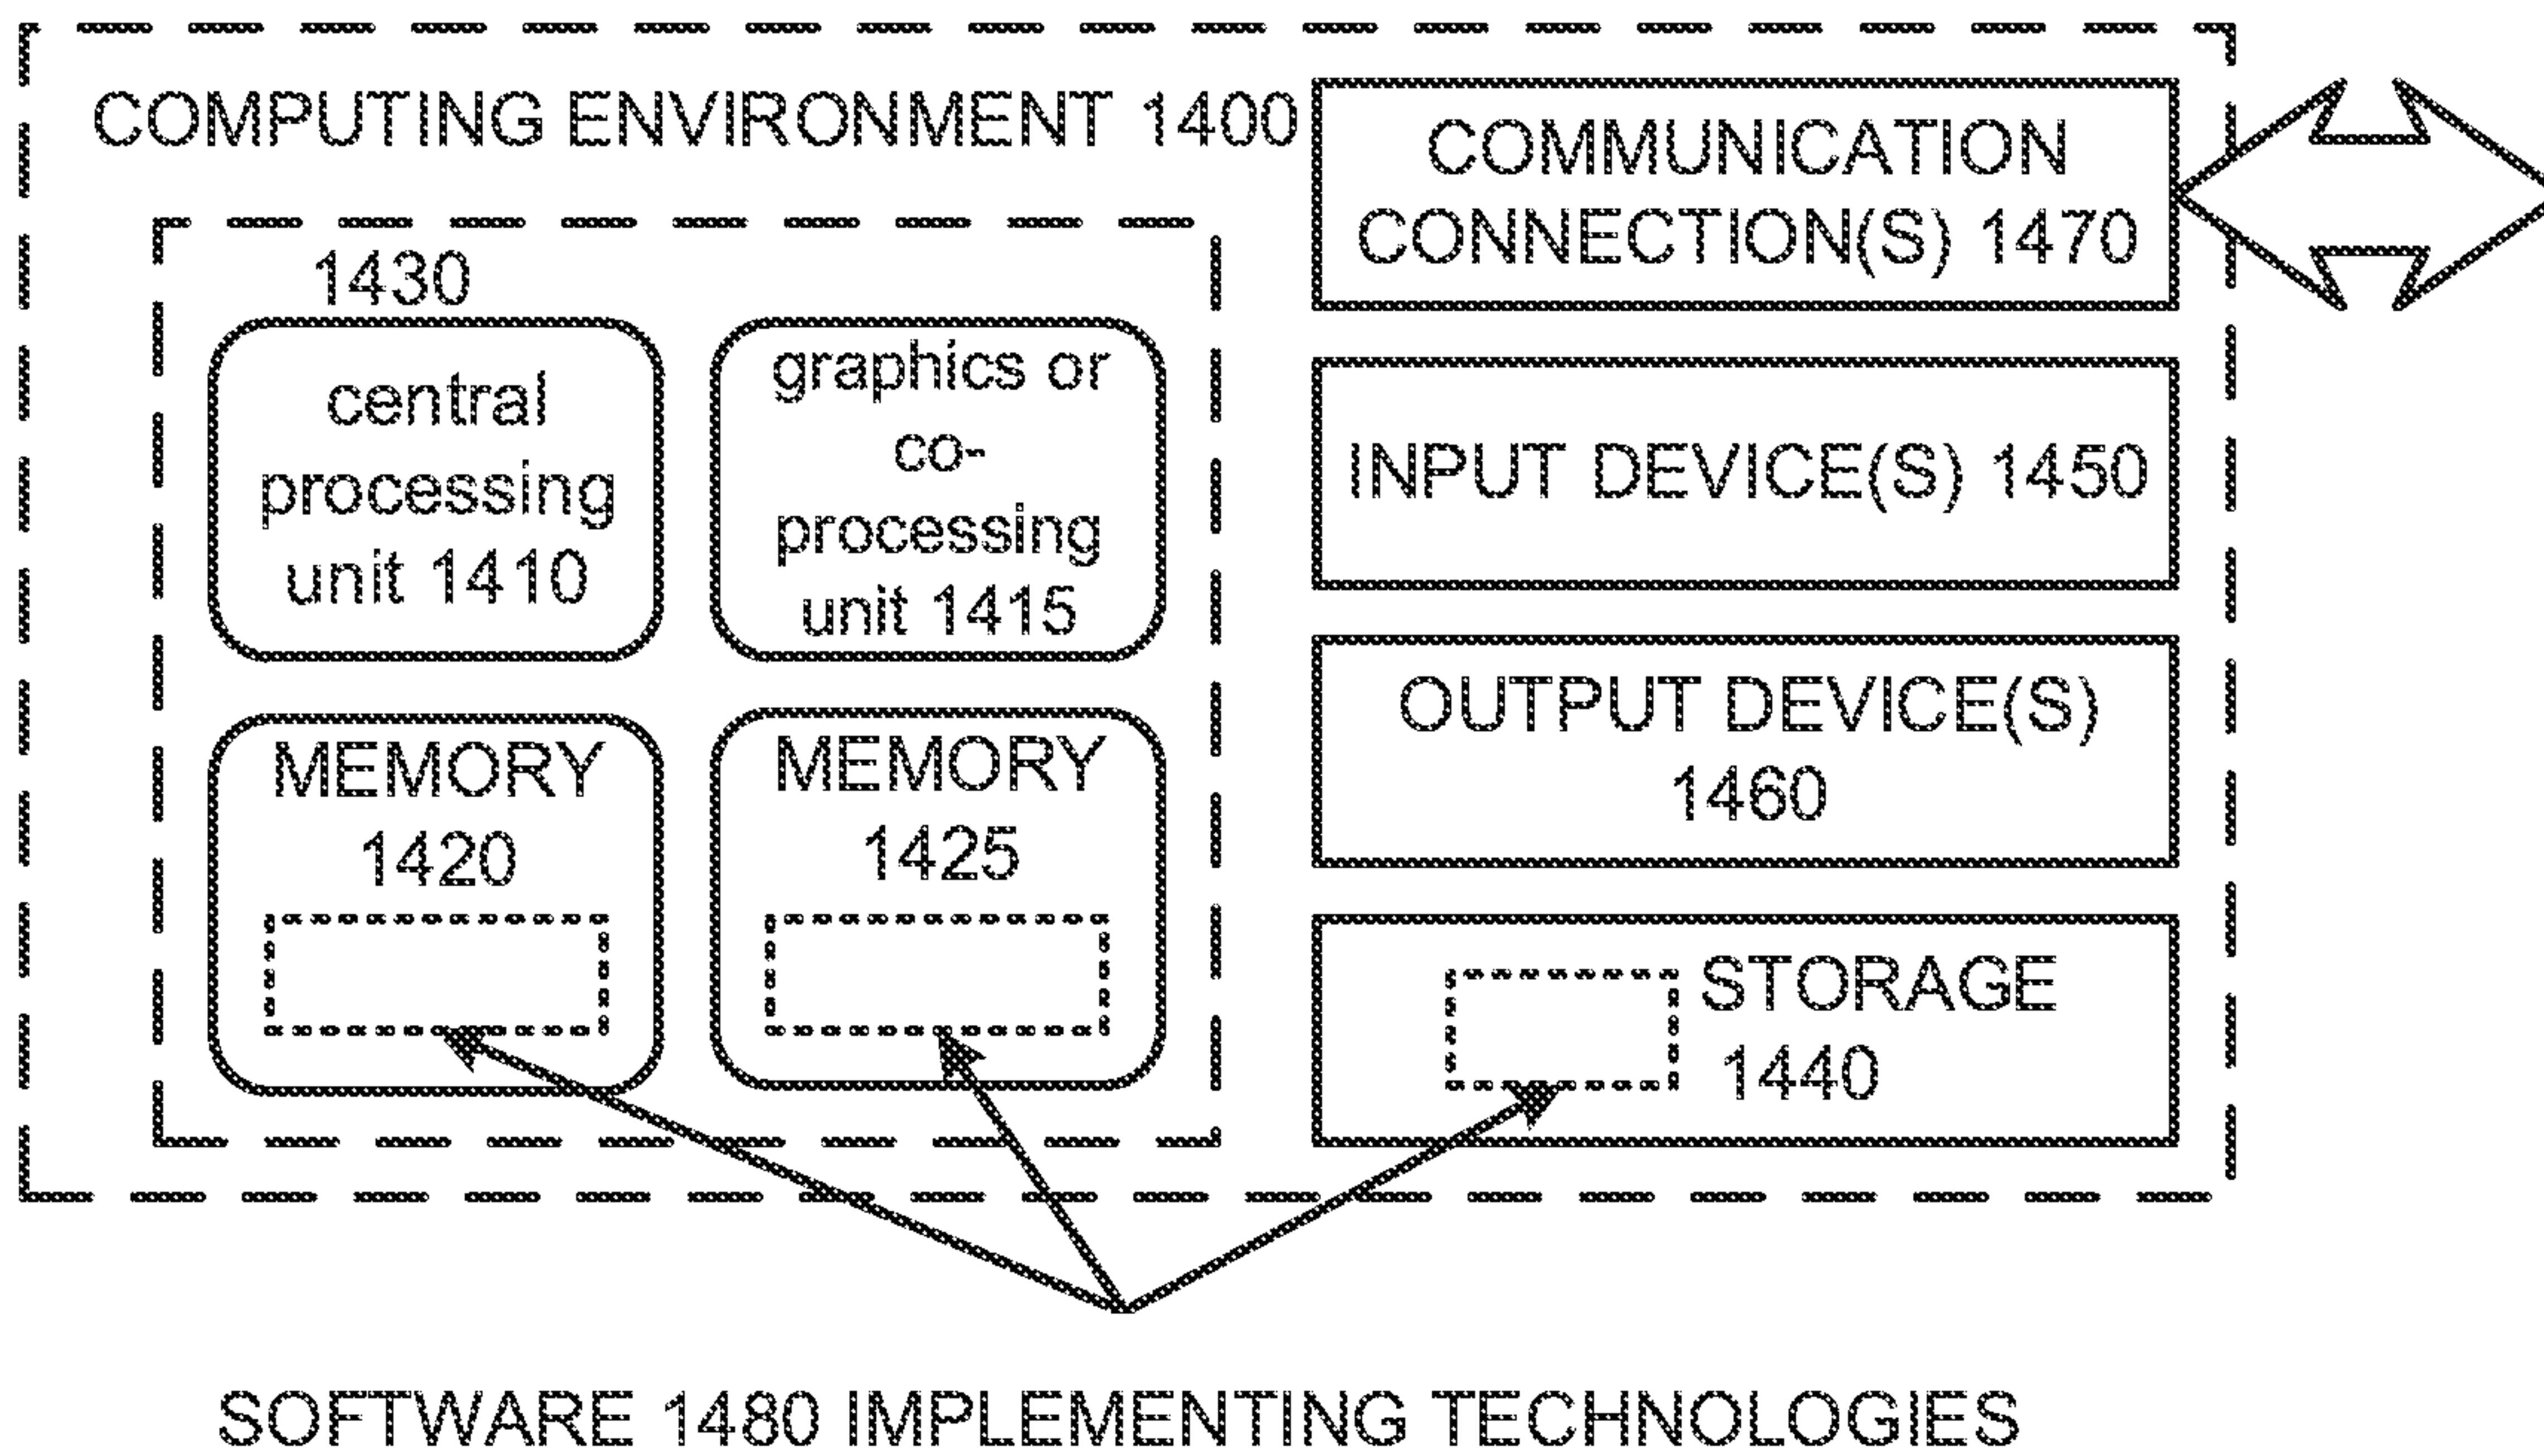 COMPUTING ENVIRONMENT 1400
1430
central
processing
unit 1410
graphics or
co-
processing
unit 1415
MEMORY
1420
MEMORY
1425
COMMUNICATION
CONNECTION(S) 1470
INPUT DEVICE(S) 1450
OUTPUT DEVICE(S)
1460
STORAGE
1440
SOFTWARE 1480 IMPLEMENTING TECHNOLOGIES